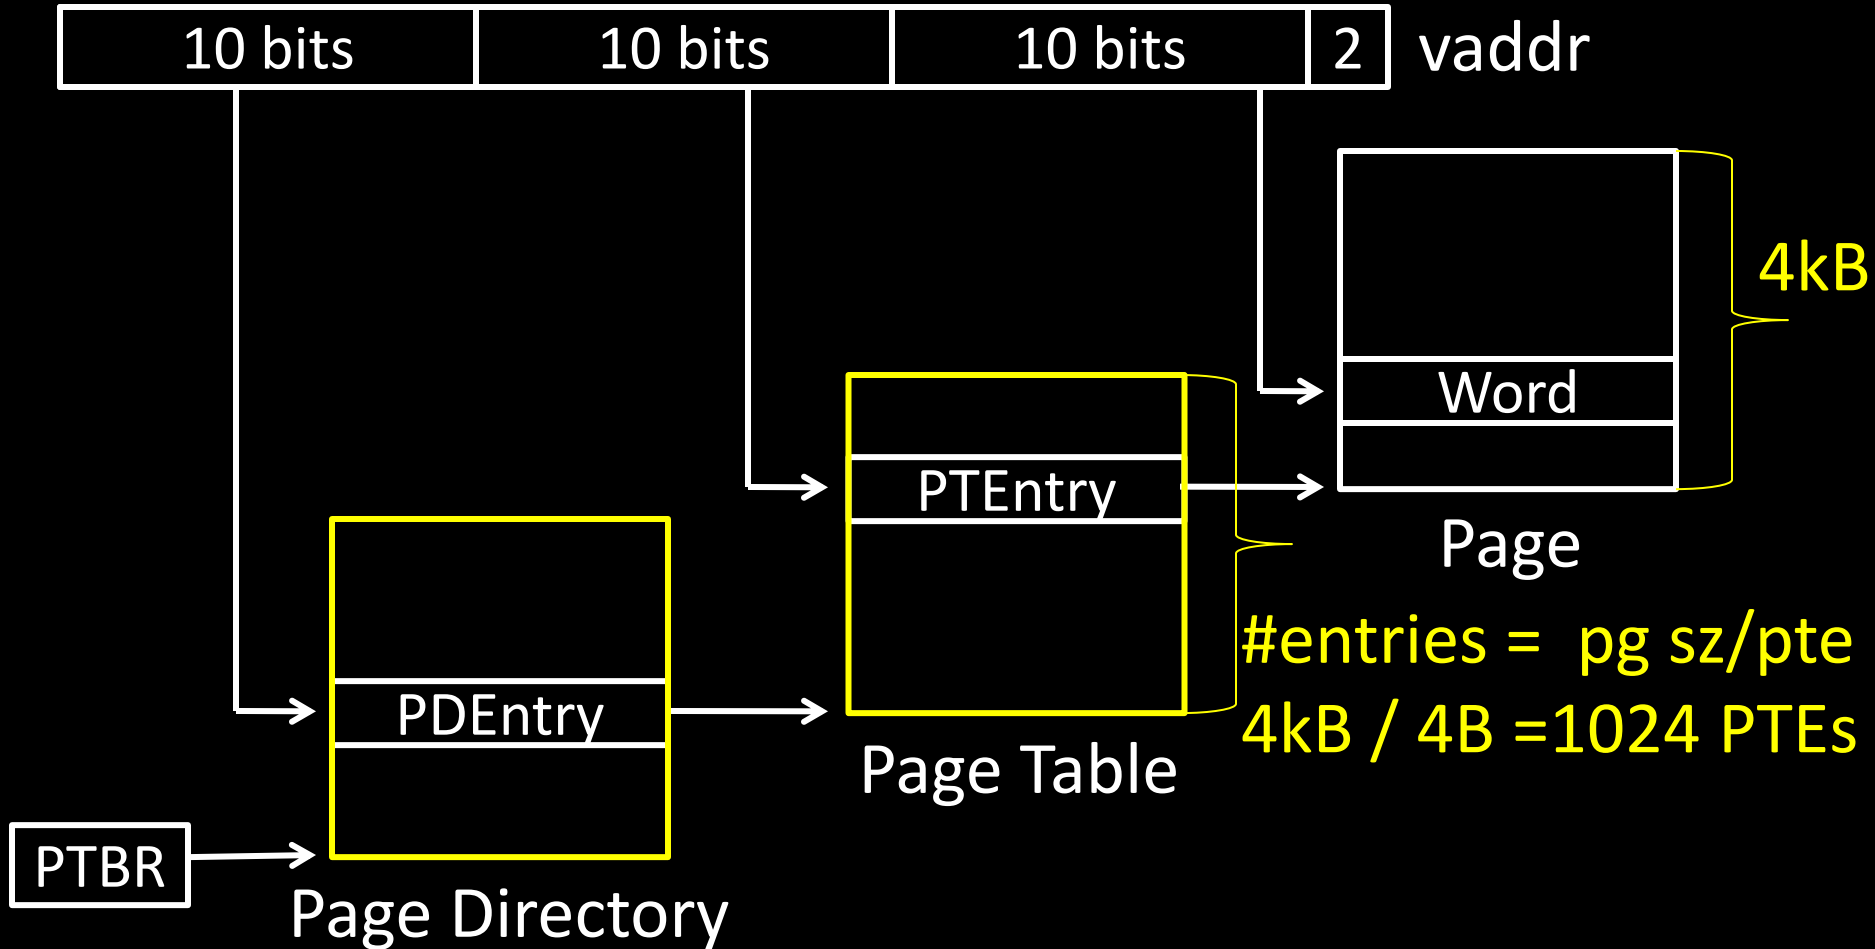 10 bits 10 bits 10 bits 2 vaddr
4kB
Word
PTEntry
Page
#entries = pg sz/pte
PDEntry
4kB / 4B =1024 PTEs
Page Table
PTBR
Page Directory